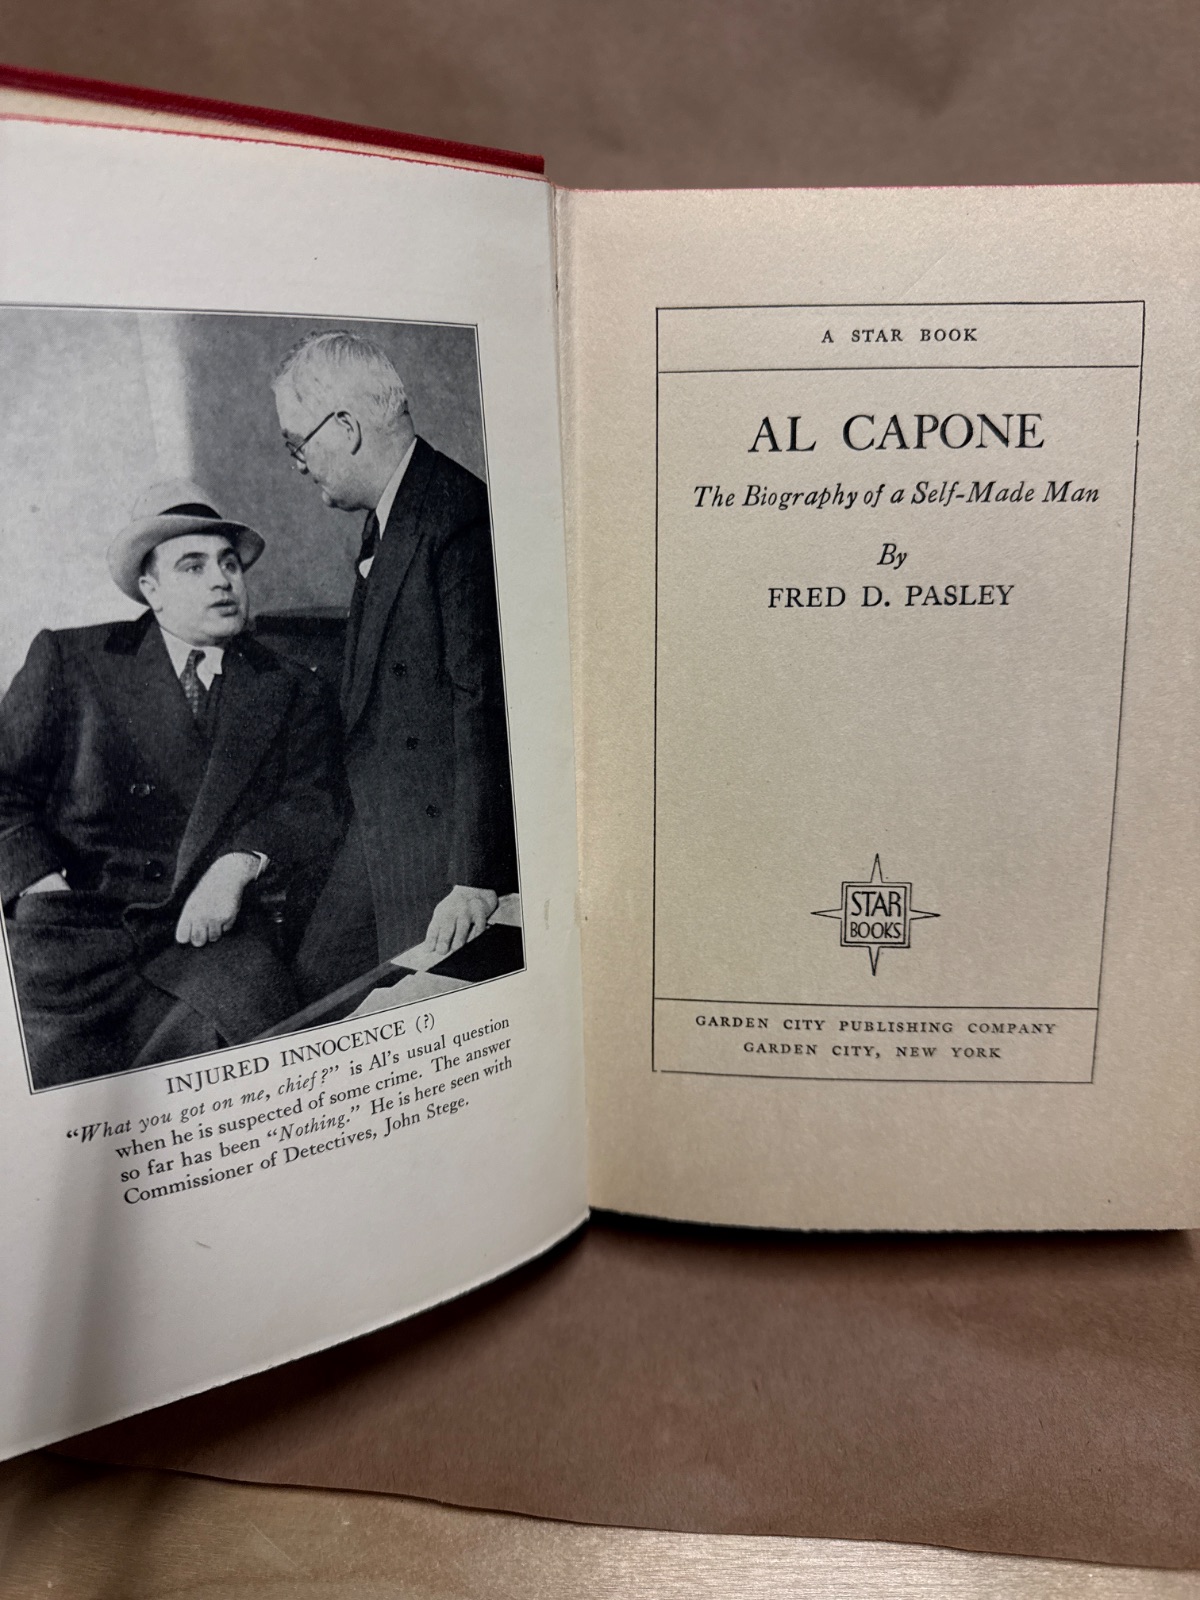 INJURED INNOCENCE (?)
“What you got on me, chief?” is Al’s usual question
when he is suspected of some crime. The answer
so far has been “Nothing.” He is here seen with
Commissioner of Detectives, John Stege.
A STAR BOOK
AL CAPONE
The Biography of a Self-Made Man
By
FRED D. PASLEY
STAR
BOOKS
GARDEN CITY PUBLISHING COMPANY
GARDEN CITY, NEW YORK